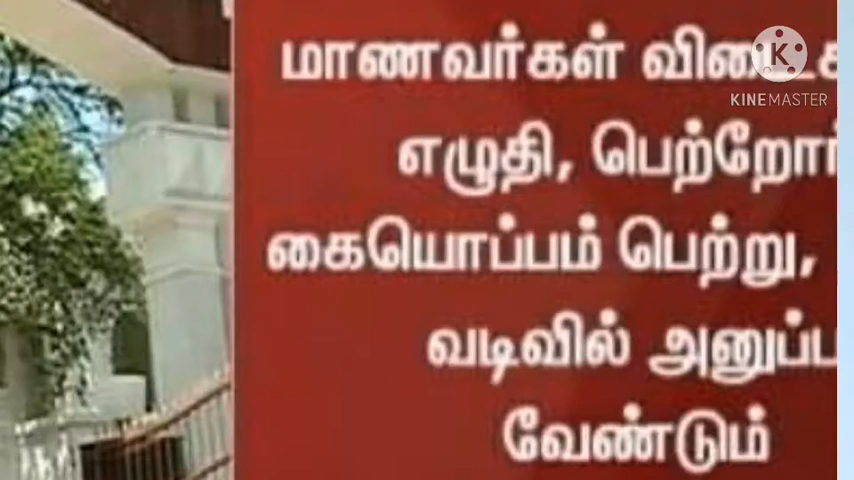 மாணவர்கள்
KINEMASTER
எழுதி,
கையொப்பம் பெற்று,
வடிவில்
வேண்டும்